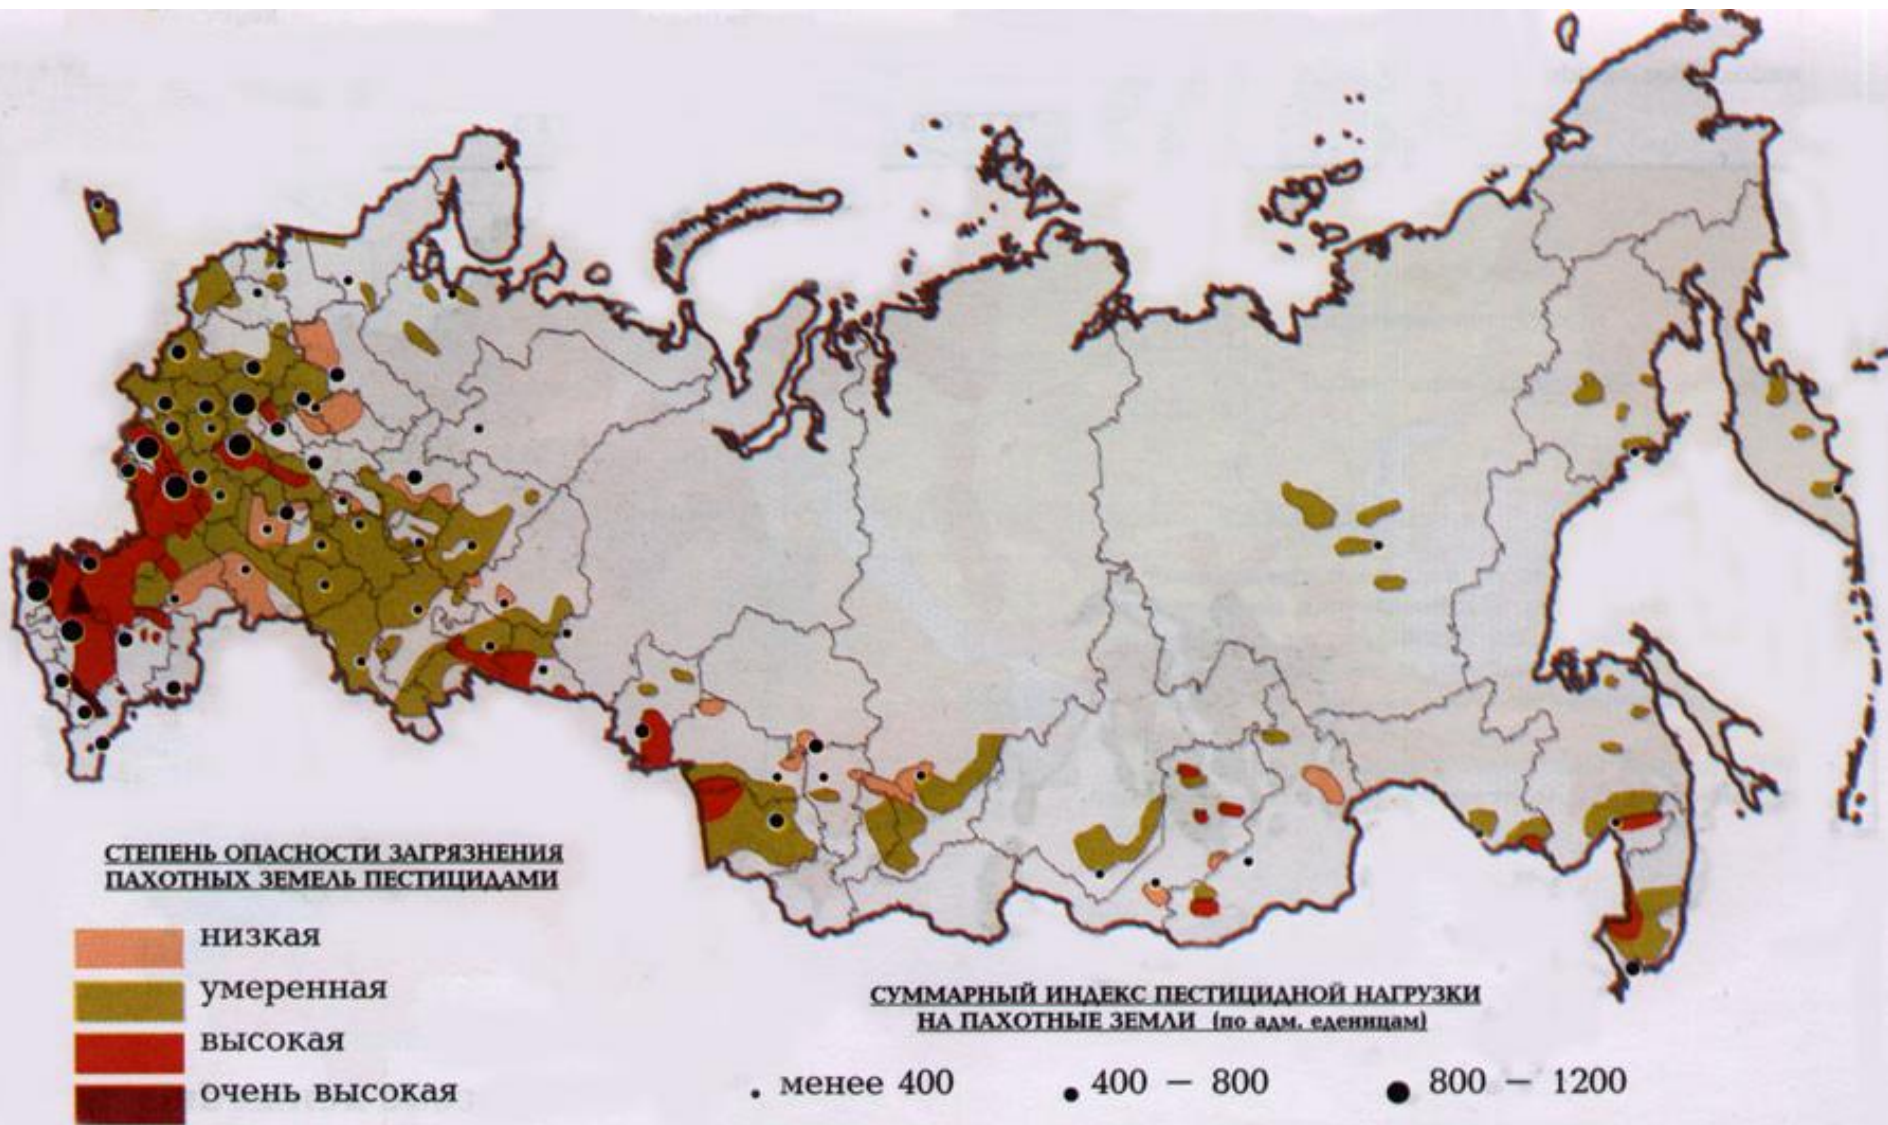 СТЕПЕНЬ ОПАСНОСТИ ЗАГРЯЗНЕНИЯ
ПАХОТНЫХ ЗЕМЕЛЬ ПЕСТИЦИДАМИ
низкая
умеренная
высокая
очень высокая
СУММАРНЫЙ ИНДЕКС ПЕСТИЦИДНОЙ НАГРУЗКИ
НА ПАХОТНЫЕ ЗЕМЛИ (по адм. еденицам)
менее 400
400 — 800
800 — 1200